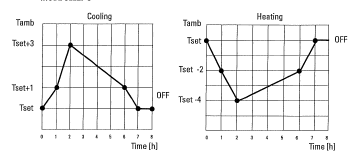 Cooling
Tamb
Tset+3
Tset+1
Tset
OFF
0 1 2 3 4 5 6 7 8
Time [h]
Heating
Tamb
Tset
Tset -2
Tset -4
OFF
0 1 2 3 4 5 6 7 8
Time [h]